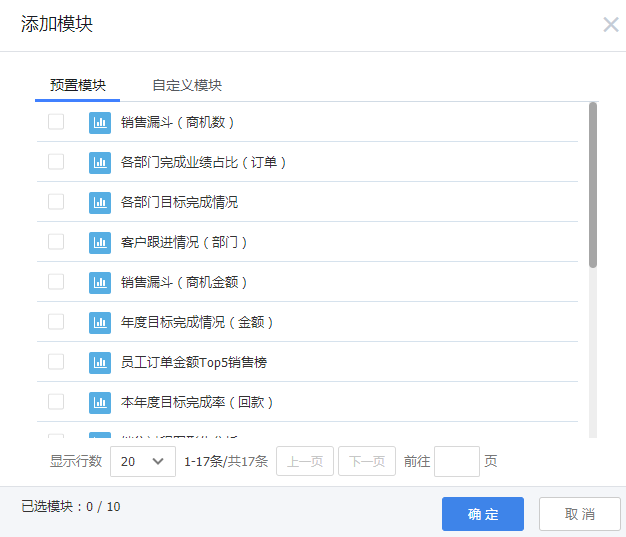 添加模块
预置模块 自定义模块
销售漏斗（商机数）
各部门完成业绩占比（订单）
各部门目标完成情况
客户跟进情况（部门）
销售漏斗（商机金额）
年度目标完成情况（金额）
员工订单金额Top5销售榜
本年度目标完成率（回款）
显示行数 20 1-17条/共17条 上一页 下一页 前往 页
已选模块：0 / 10 确定 取消